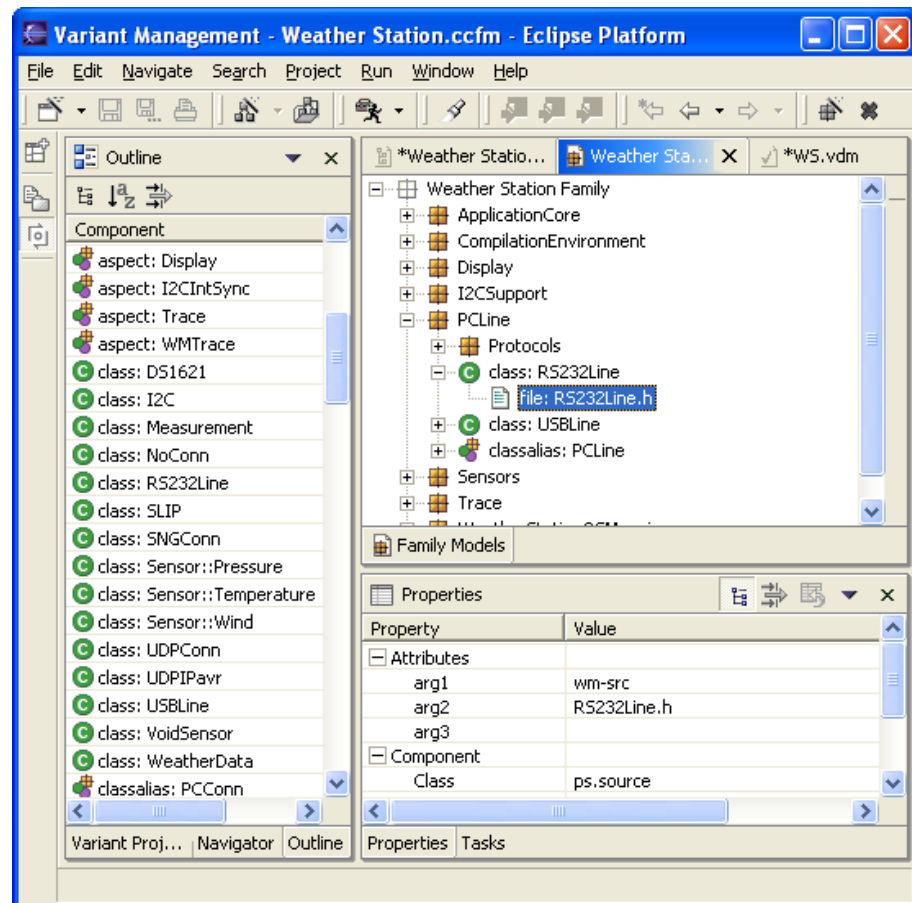 Variant Management - Weather Station.ccfm - Eclipse Platform
File Edit Navigate Search Project Run Window Help
Outline
Component
aspect: Display
aspect: I2CIntSync
aspect: Trace
aspect: WMTrace
class: DS1621
class: I2C
class: Measurement
class: NoConn
class: RS232Line
class: SLIP
class: SNGConn
class: Sensor::Pressure
class: Sensor::Temperature
class: Sensor::Wind
class: UDPConn
class: UDPIPavr
class: USBLine
class: VoidSensor
class: WeatherData
classalias: PCConn
Variant Proj... Navigator Outline
*Weather Statio... Weather Sta... *WS.vdm
Weather Station Family
ApplicationCore
CompilationEnvironment
Display
I2CSupport
PCLine
Protocols
class: RS232Line
file: RS232Line.h
class: USBLine
classalias: PCLine
Sensors
Trace
Family Models
Properties
Property Value
Attributes
arg1 wm-src
arg2 RS232Line.h
arg3
Component
Class ps.source
Properties Tasks